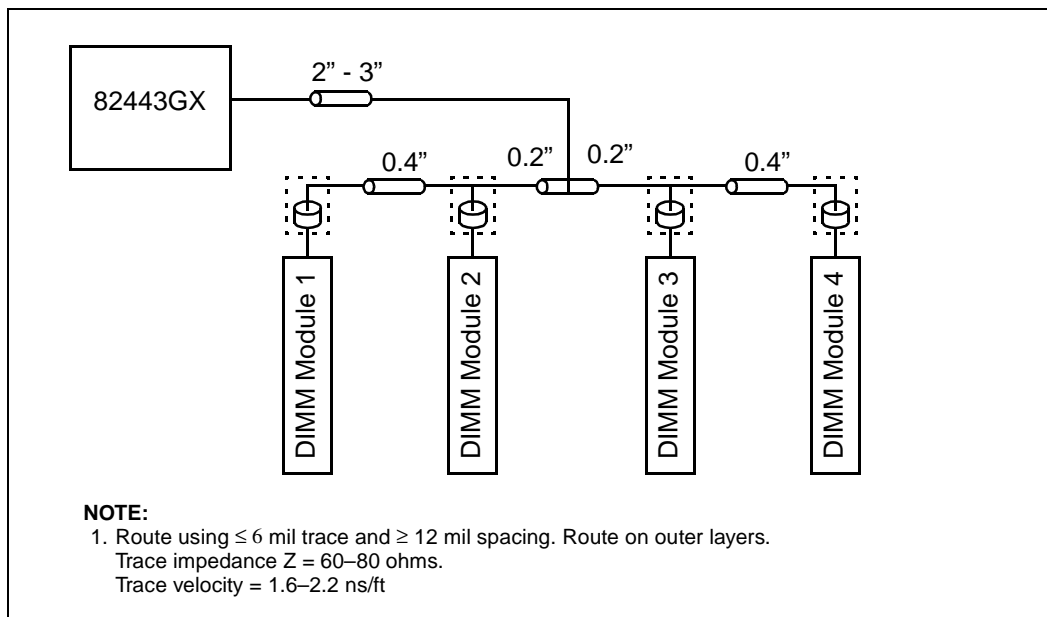 82443GX
2” - 3”
0.4”
0.2”
0.2”
0.4”
DIMM Module 1
DIMM Module 2
DIMM Module 3
DIMM Module 4
NOTE:
1. Route using ≤ 6 mil trace and ≥ 12 mil spacing. Route on outer layers.
Trace impedance Z = 60–80 ohms.
Trace velocity = 1.6–2.2 ns/ft